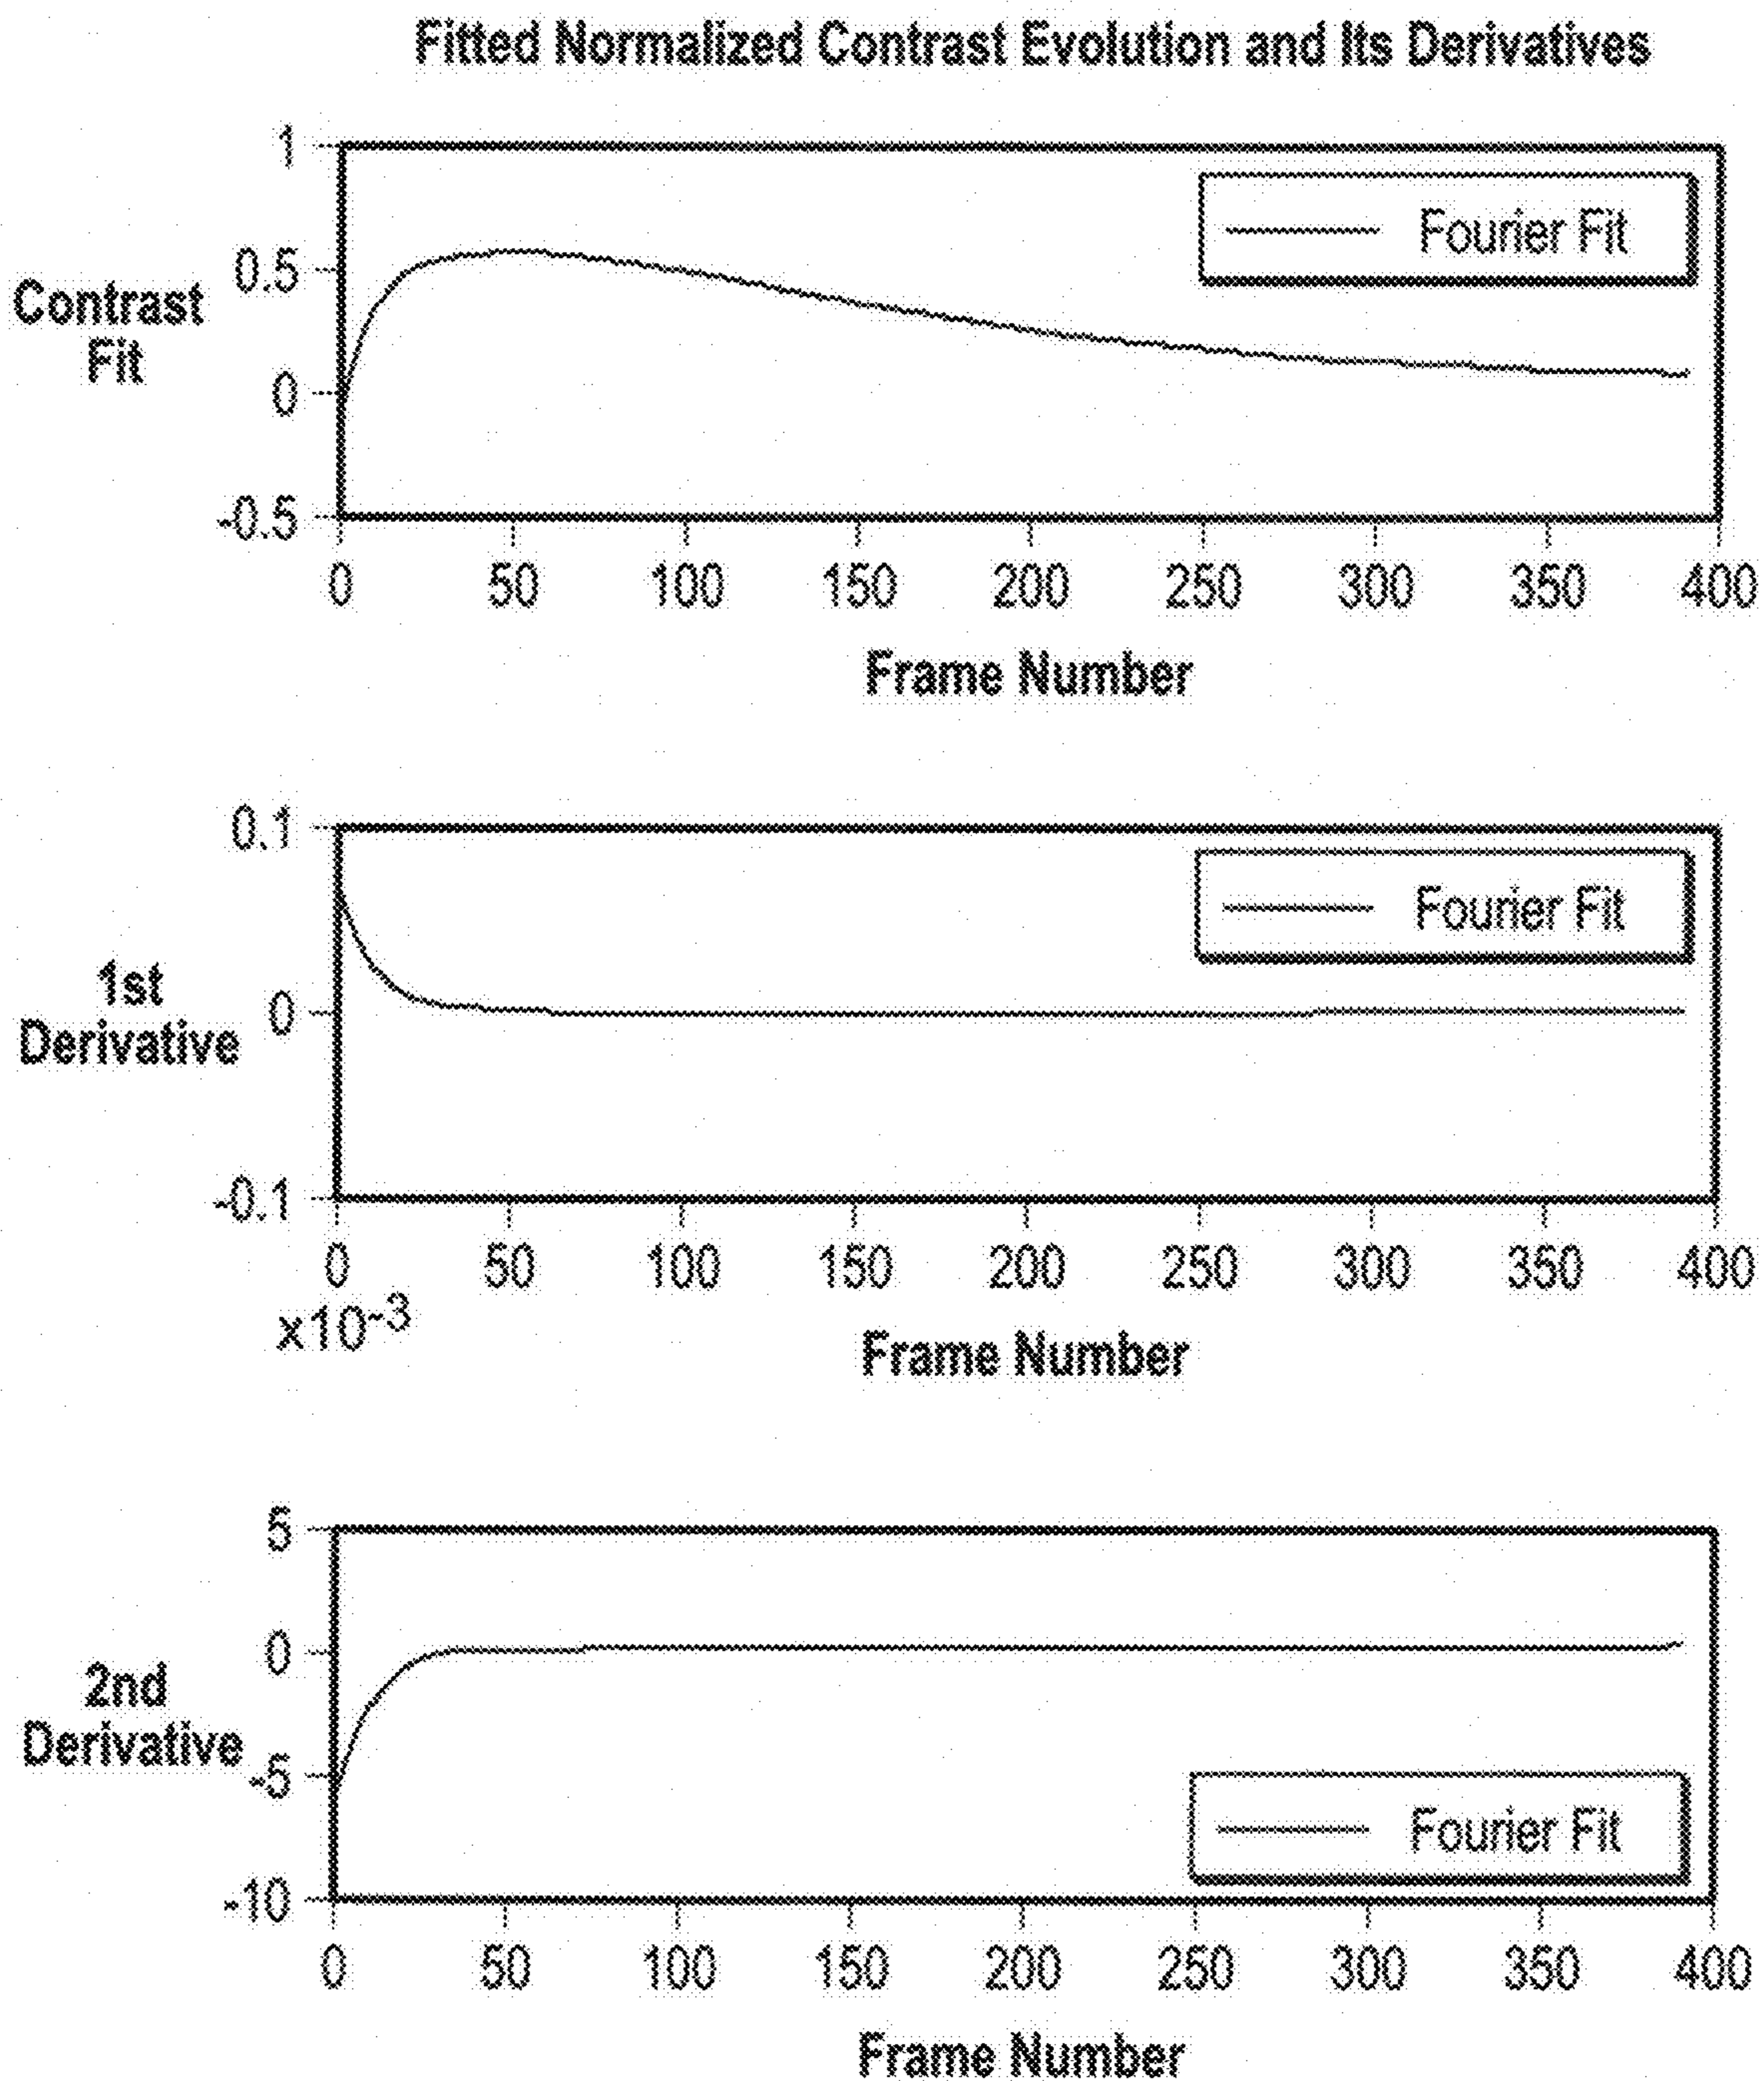 Fitted Normalized Contrast Evolution and Its Derivatives
1
0.5
0
-0.5
Contrast
Fit
Fourier Fit
0 50 100 150 200 250 300 350 400
Frame Number
0.1
0
-0.1
1st
Derivative
Fourier Fit
0 50 100 150 200 250 300 350 400
x10-3
Frame Number
5
0
-5
-10
2nd
Derivative
Fourier Fit
0 50 100 150 200 250 300 350 400
Frame Number